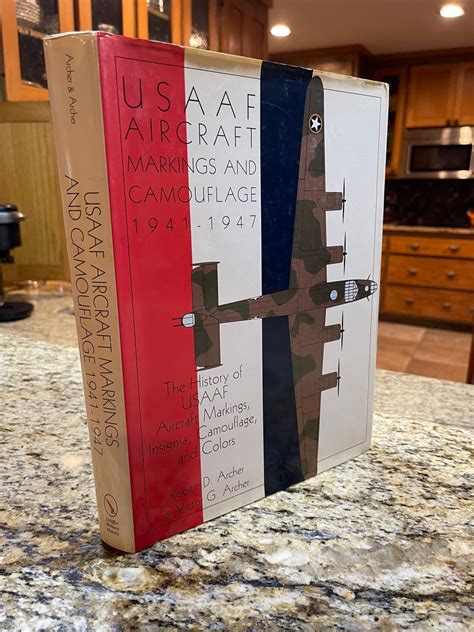 Archer & Archer
USAAF AIRCRAFT MARKINGS
AND CAMOUFLAGE 1941-1947
USAAF
AIRCRAFT
MARKINGS AND
CAMOUFLAGE
1941-1947
The History of
USAAF
Aircraft Markings,
Insignia, Camouflage,
and Colors
Robert D. Archer
& G. Archer